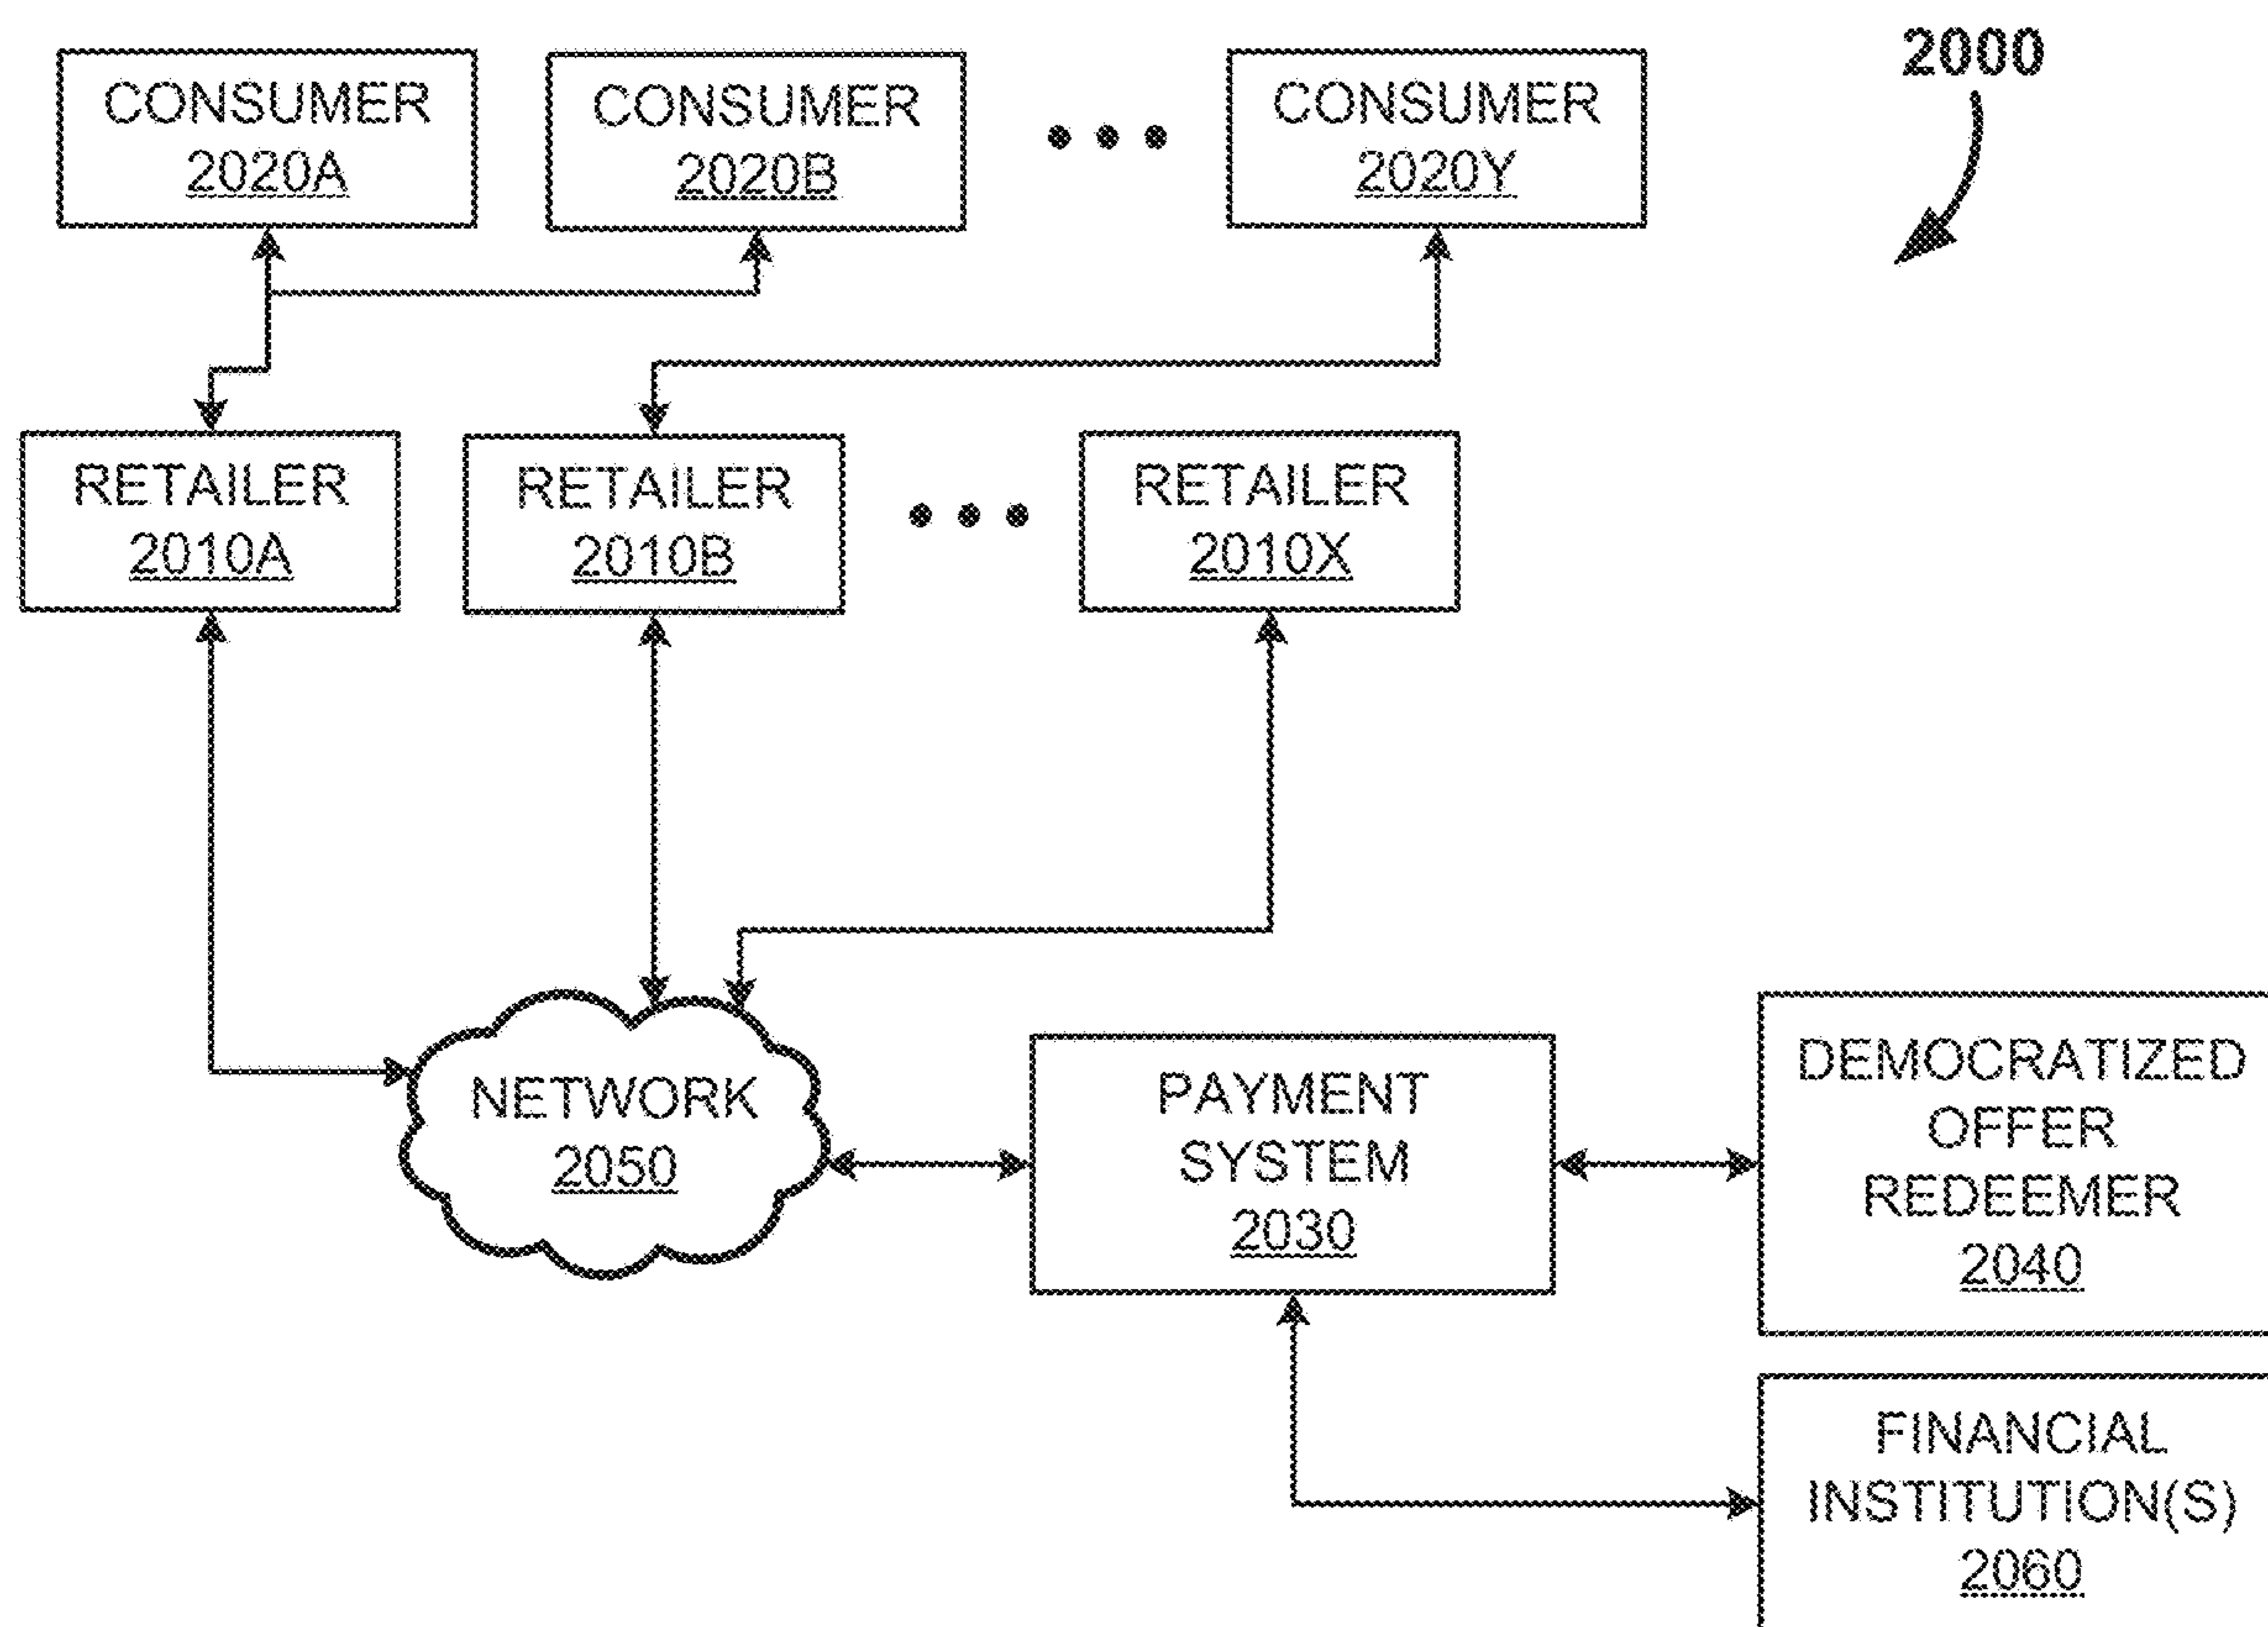 2000
CONSUMER
2020A
CONSUMER
2020B
CONSUMER
2020Y
RETAILER
2010A
RETAILER
2010B
RETAILER
2010X
NETWORK
2050
PAYMENT
SYSTEM
2030
DEMOCRATIZED
OFFER
REDEEMER
2040
FINANCIAL
INSTITUTION(S)
2060